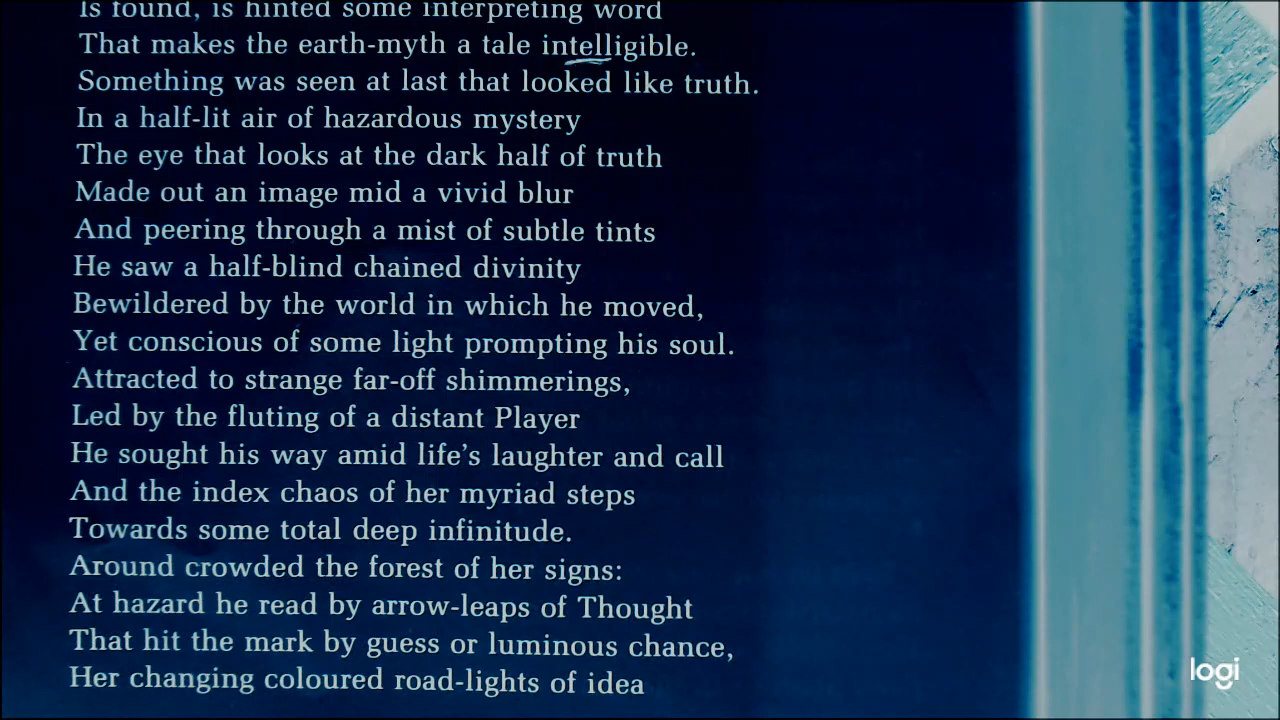 Is found, is hinted some interpreting word
That makes the earth-myth a tale intelligible.
Something was seen at last that looked like truth.
In a half-lit air of hazardous mystery
The eye that looks at the dark half of truth
Made out an image mid a vivid blur
And peering through a mist of subtle tints
He saw a half-blind chained divinity
Bewildered by the world in which he moved,
Yet conscious of some light prompting his soul.
Attracted to strange far-off shimmerings,
Led by the fluting of a distant Player
He sought his way amid life's laughter and call
And the index chaos of her myriad steps
Towards some total deep infinitude.
Around crowded the forest of her signs:
At hazard he read by arrow-leaps of Thought
That hit the mark by guess or luminous chance,
Her changing coloured road-lights of idea
logi